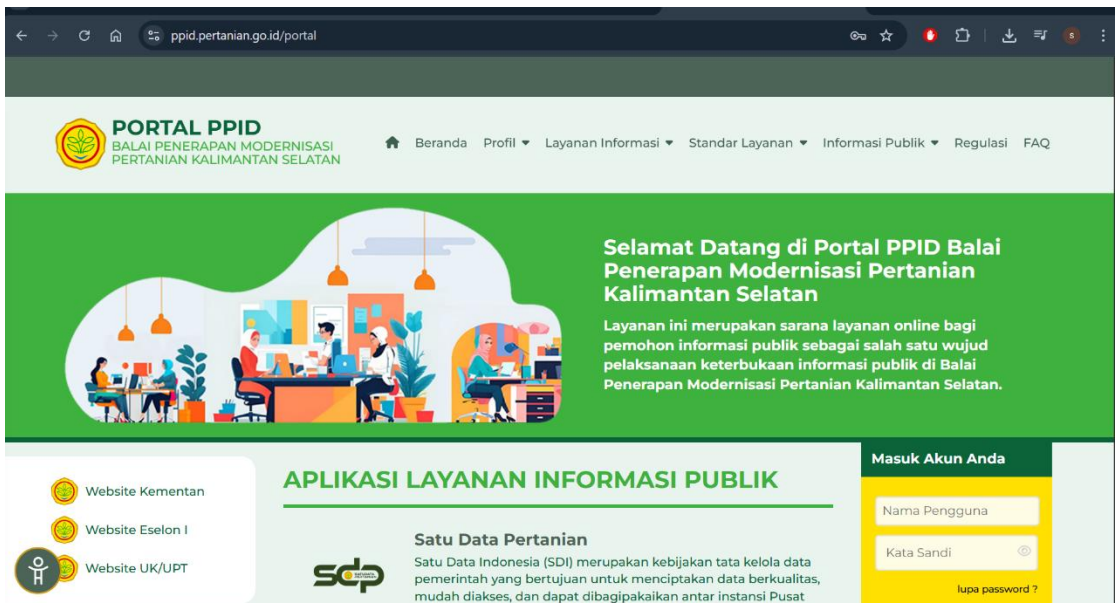 ppid.pertanian.go.id/portal
s
PORTAL PPID
BALAI PENERAPAN MODERNISASI
PERTANIAN KALIMANTAN SELATAN
Beranda Profil Layanan Informasi Standar Layanan Informasi Publik Regulasi FAQ
Selamat Datang di Portal PPID Balai
Penerapan Modernisasi Pertanian
Kalimantan Selatan
Layanan ini merupakan sarana layanan online bagi
pemohon informasi publik sebagai salah satu wujud
pelaksanaan keterbukaan informasi publik di Balai
Penerapan Modernisasi Pertanian Kalimantan Selatan.
Website Kementan
Website Eselon I
Website UK/UPT
APLIKASI LAYANAN INFORMASI PUBLIK
sdp
Satu Data Pertanian
Satu Data Indonesia (SDI) merupakan kebijakan tata kelola data
pemerintah yang bertujuan untuk menciptakan data berkualitas,
mudah diakses, dan dapat dibagipakaikan antar instansi Pusat
Masuk Akun Anda
Nama Pengguna
Kata Sandi
lupa password ?